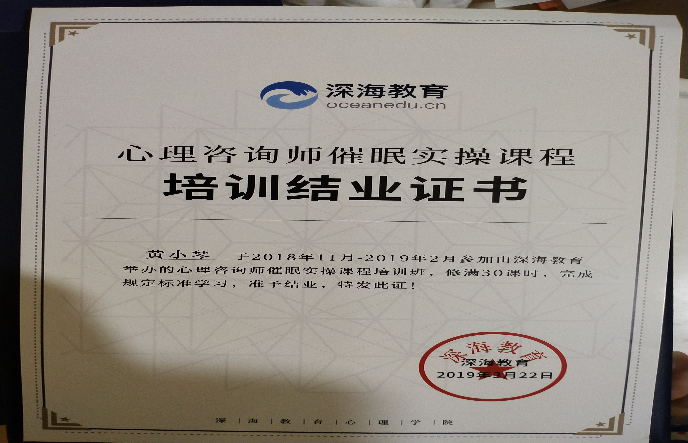 深海教育
oceanedu.cn
心理咨询师催眠实操课程
培训结业证书
黄小芩 于2018年11月-2019年2月参加由深海教育
举办的心理咨询师催眠实操课程培训班,修满30课时,完成
规定标准学习,准予结业,特发此证!
深海教育
深海教育
2019年3月22日
深|海|教|育|心|理|学|院